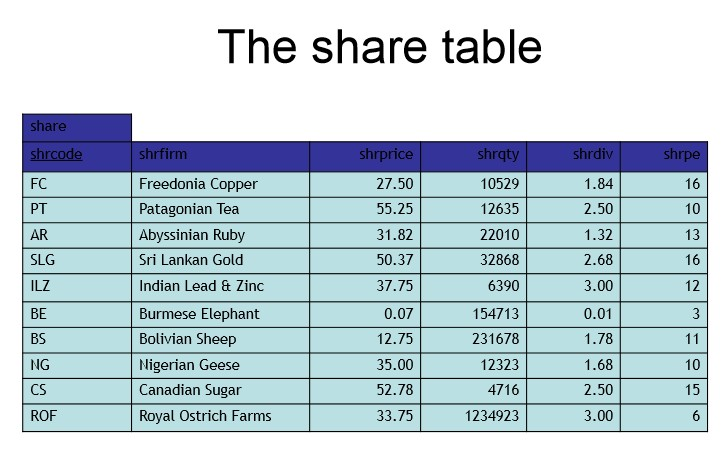 The share table
share
shrcode shrfirm shrprice shrqty shrdiv shrpe
FC Freedonia Copper 27.50 10529 1.84 16
PT Patagonian Tea 55.25 12635 2.50 10
AR Abyssinian Ruby 31.82 22010 1.32 13
SLG Sri Lankan Gold 50.37 32868 2.68 16
ILZ Indian Lead & Zinc 37.75 6390 3.00 12
BE Burmese Elephant 0.07 154713 0.01 3
BS Bolivian Sheep 12.75 231678 1.78 11
NG Nigerian Geese 35.00 12323 1.68 10
CS Canadian Sugar 52.78 4716 2.50 15
ROF Royal Ostrich Farms 33.75 1234923 3.00 6